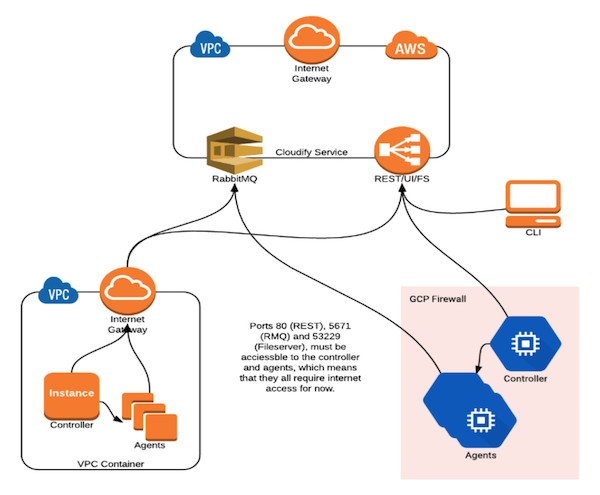 VPC
AWS
Internet
Gateway
Cloudify Service
RabbitMQ
REST/UI/FS
CLI
VPC
Internet
Gateway
GCP Firewall
Ports 80 (REST), 5671
(RMQ) and 53229
(Fileserver), must be
acciessble to the controller
and agents, which means
that they all require internet
access for now.
Controller
Instance
Controller
Agents
Agents
VPC Container